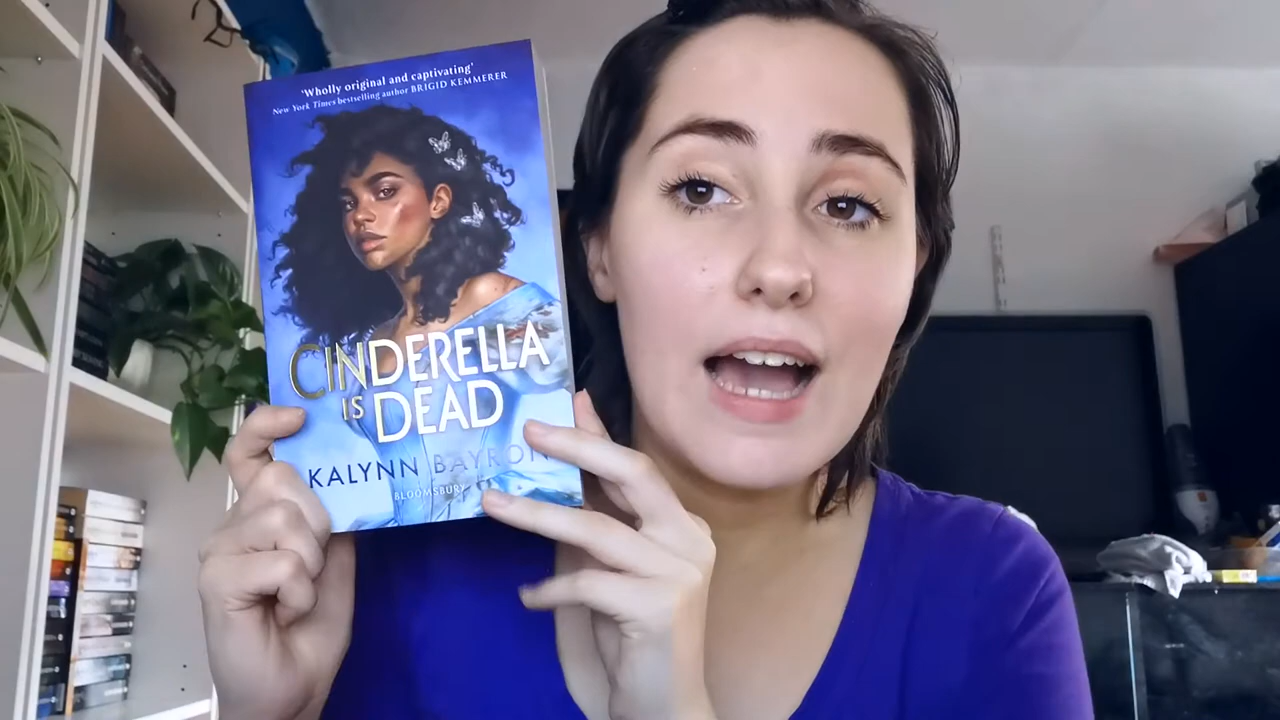 'Wholly original and captivating'
New York Times bestselling author BRIGID KEMMERER
CINDERELLA
IS DEAD
KALYNN BAYRON
BLOOMSBURY